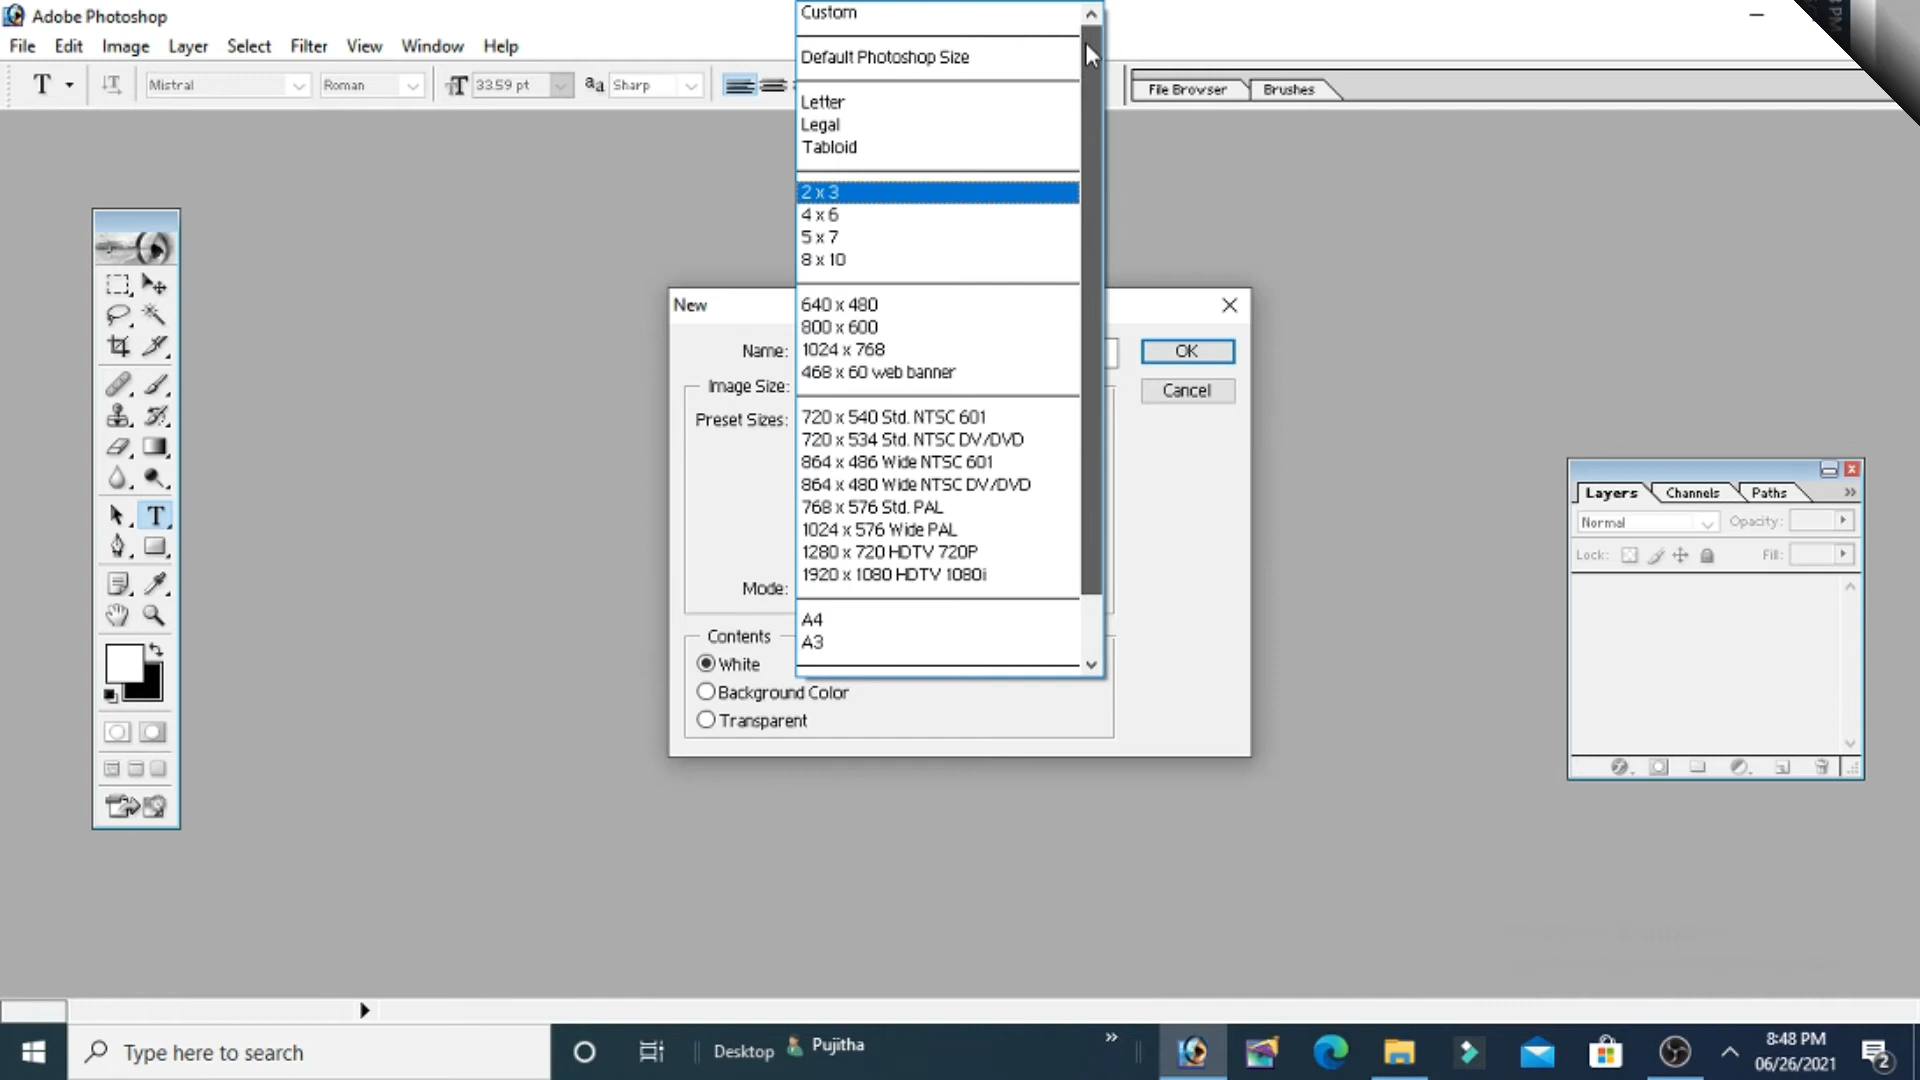 Adobe Photoshop
File Edit Image Layer Select Filter View Window Help
T Mistral Roman T 33.59 pt aa Sharp
File Browser Brushes
Custom
Default Photoshop Size
Letter
Legal
Tabloid
2 x 3
4 x 6
5 x 7
8 x 10
640 x 480
800 x 600
1024 x 768
468 x 60 web banner
720 x 540 Std. NTSC 601
720 x 534 Std. NTSC DV/DVD
864 x 486 Wide NTSC 601
864 x 480 Wide NTSC DV/DVD
768 x 576 Std. PAL
1024 x 576 Wide PAL
1280 x 720 HDTV 720P
1920 x 1080 HDTV 1080i
A4
A3
New
Name:
OK
Image Size:
Cancel
Preset Sizes:
Mode:
Contents
White
Background Color
Transparent
T
Layers Channels Paths
Normal Opacity:
Lock: Fill:
Type here to search
Desktop Pujitha
8:48 PM
06/26/2021
2